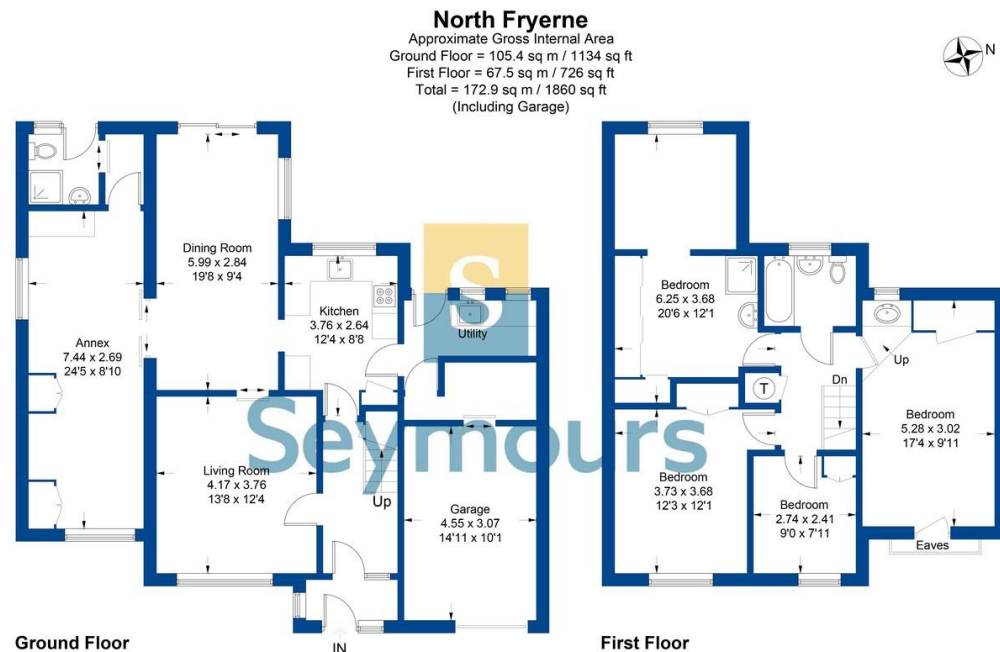 North Fryerne
Approximate Gross Internal Area
Ground Floor = 105.4 sq m / 1134 sq ft
First Floor = 67.5 sq m / 726 sq ft
Total = 172.9 sq m / 1860 sq ft
(Including Garage)
N
Dining Room
5.99 x 2.84
19'8 x 9'4
Kitchen
3.76 x 2.64
12'4 x 8'8
S
Utility
Annex
7.44 x 2.69
24'5 x 8'10
Seymours
Living Room
4.17 x 3.76
13'8 x 12'4
Up
Garage
4.55 x 3.07
14'11 x 10'1
IN
Ground Floor
Bedroom
6.25 x 3.68
20'6 x 12'1
T
Up
Dn
Bedroom
5.28 x 3.02
17'4 x 9'11
Bedroom
3.73 x 3.68
12'3 x 12'1
Bedroom
2.74 x 2.41
9'0 x 7'11
Eaves
First Floor